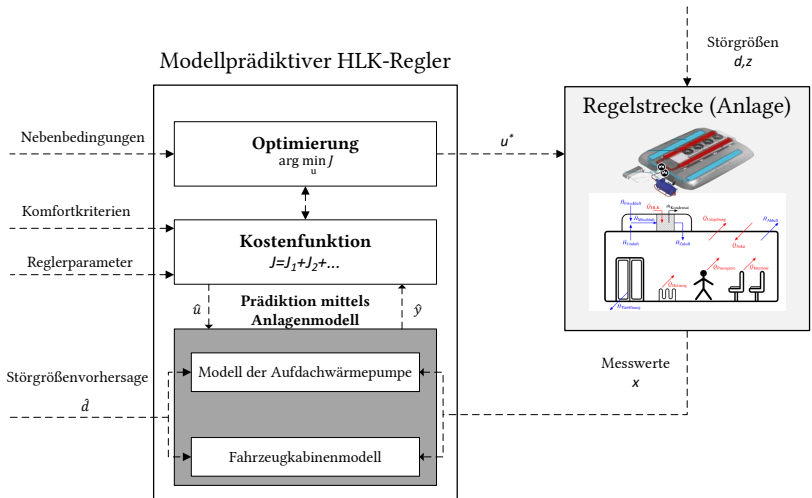 Störgrößen
d,z
Modellprädiktiver HLK-Regler
Regelstrecke (Anlage)
Nebenbedingungen
Optimierung
arg min J
u
u*
Komfortkriterien
Kostenfunktion
J=J₁+J₂+...
Reglerparameter
û
Prädiktion mittels
Anlagenmodell
ŷ
Störgrößenvorhersage
d̂
Modell der Aufdachwärmepumpe
Fahrzeugkabinenmodell
Messwerte
x